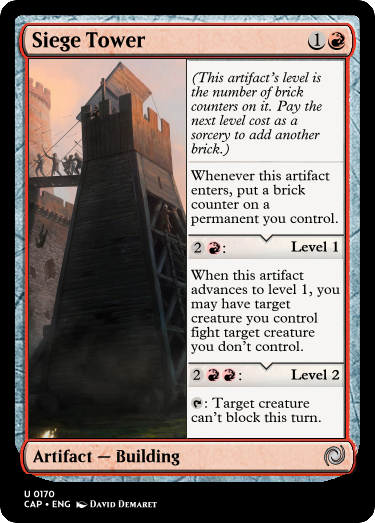 Siege Tower 1
(This artifact's level is
the number of brick
counters on it. Pay the
next level cost as a
sorcery to add another
brick.)
Whenever this artifact
enters, put a brick
counter on a
permanent you control.
2 : Level 1
When this artifact
advances to level 1, you
may have target
creature you control
fight target creature
you don't control.
2 : Level 2
: Target creature
can't block this turn.
Artifact — Building
U 0170
CAP • ENG DAVID DEMARET